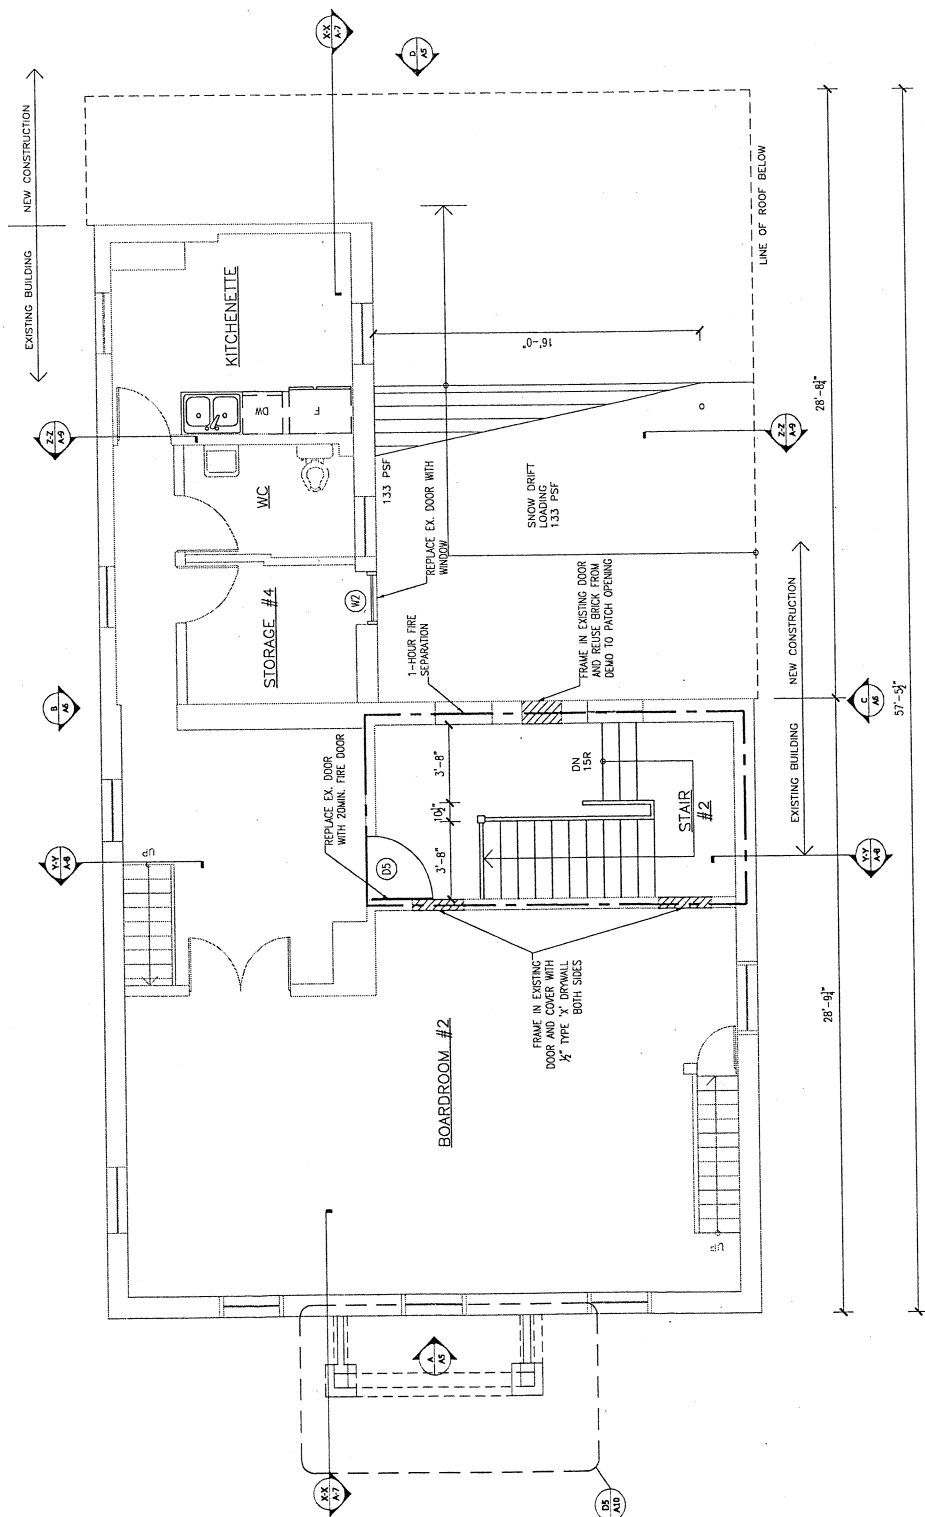 X-X
A-7
D
A5
EXISTING BUILDING
NEW CONSTRUCTION
KITCHENETTE
DW
F
Z-Z
A-9
WC
133 PSF
REPLACE EX. DOOR WITH
WINDOW
16'-0"
LINE OF ROOF BELOW
28'-8¾"
SNOW DRIFT
LOADING
133 PSF
Z-Z
A-9
STORAGE #4
W2
1-HOUR FIRE
SEPARATION
FRAME IN EXISTING DOOR
AND REUSE BRICK FROM
DEMO TO PATCH OPENING
EXISTING BUILDING
NEW CONSTRUCTION
B
A6
C
A6
57'-5½"
REPLACE EX. DOOR
WITH 20MIN. FIRE DOOR
3'-8"
10½"
3'-8"
DN
15R
STAIR
#2
D5
Y-Y
A-8
UP
Y-Y
A-8
FRAME IN EXISTING
DOOR AND COVER WITH
½" TYPE 'X' DRYWALL
BOTH SIDES
BOARDROOM #2
28'-9¼"
UP
A
A5
X-X
A-7
D5
A10